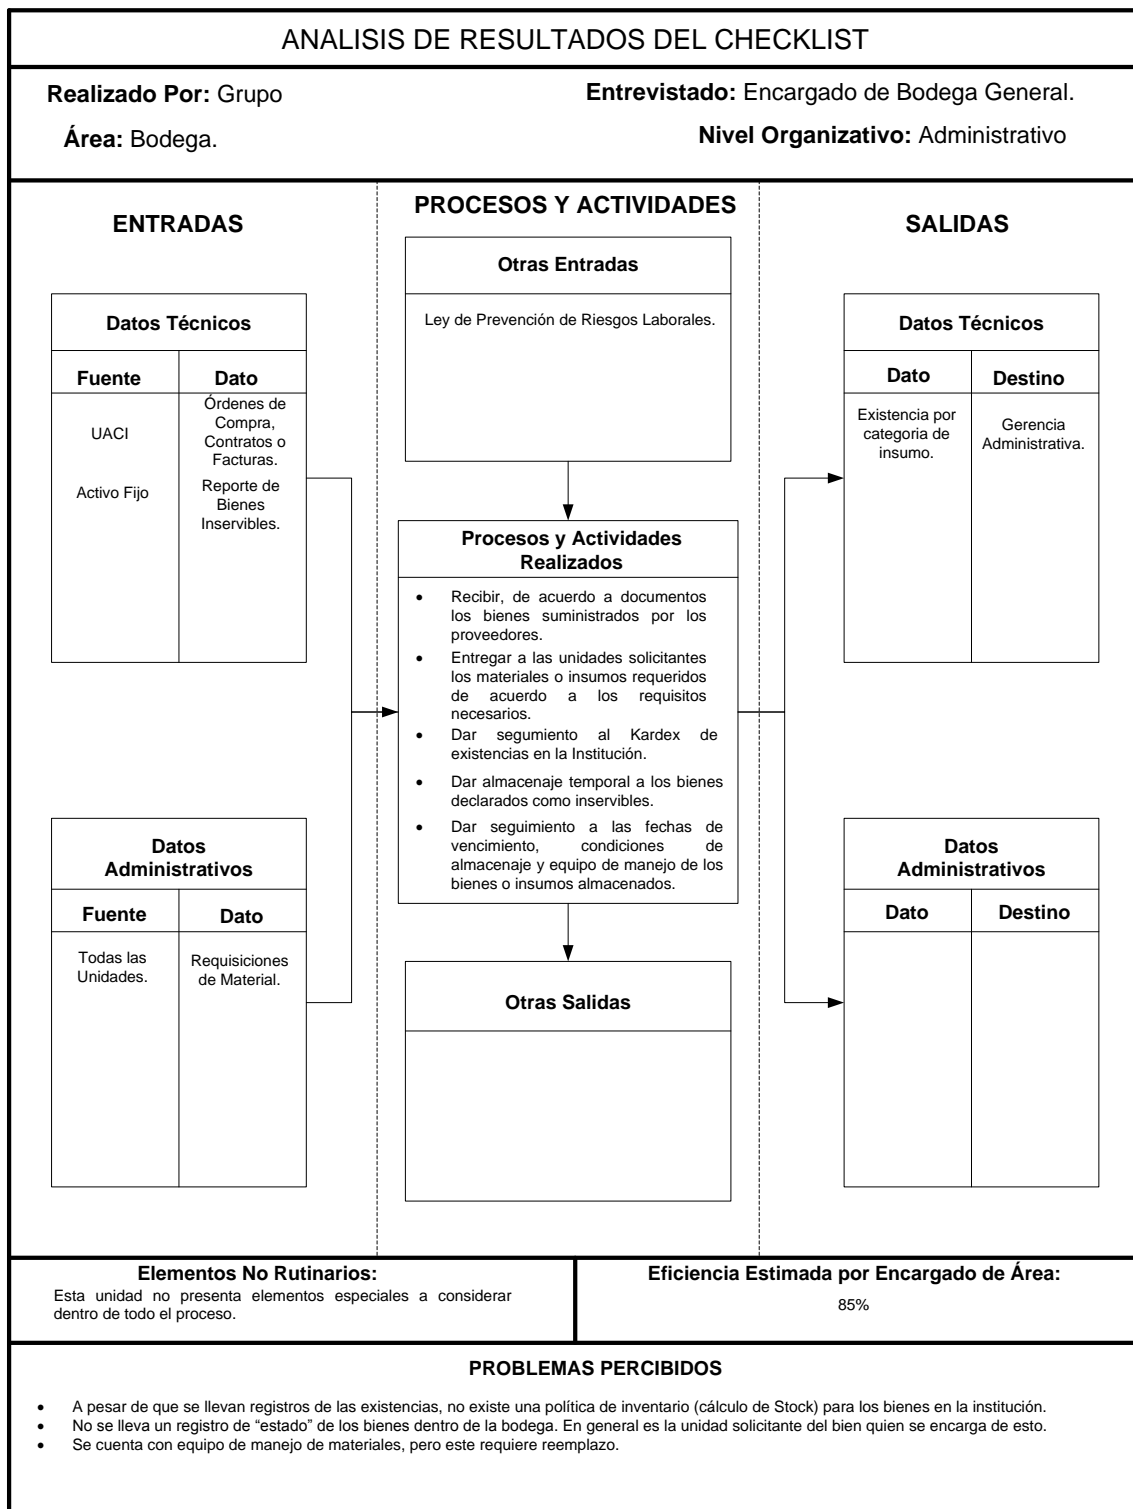 ANALISIS DE RESULTADOS DEL CHECKLIST
Realizado Por: Grupo
Entrevistado: Encargado de Bodega General.
Área: Bodega.
Nivel Organizativo: Administrativo
ENTRADAS
Datos Técnicos
Fuente
Dato
UACI
Órdenes de
Compra,
Contratos o
Facturas.
Activo Fijo
Reporte de
Bienes
Inservibles.
Datos
Administrativos
Fuente
Dato
Todas las
Unidades.
Requisiciones
de Material.
PROCESOS Y ACTIVIDADES
Otras Entradas
Ley de Prevención de Riesgos Laborales.
Procesos y Actividades
Realizados
• Recibir, de acuerdo a documentos
los bienes suministrados por los
proveedores.
• Entregar a las unidades solicitantes
los materiales o insumos requeridos
de acuerdo a los requisitos
necesarios.
• Dar segumiento al Kardex de
existencias en la Institución.
• Dar almacenaje temporal a los bienes
declarados como inservibles.
• Dar seguimiento a las fechas de
vencimiento, condiciones de
almacenaje y equipo de manejo de los
bienes o insumos almacenados.
Otras Salidas
SALIDAS
Datos Técnicos
Dato
Destino
Existencia por
categoria de
insumo.
Gerencia
Administrativa.
Datos
Administrativos
Dato
Destino
Elementos No Rutinarios:
Esta unidad no presenta elementos especiales a considerar
dentro de todo el proceso.
Eficiencia Estimada por Encargado de Área:
85%
PROBLEMAS PERCIBIDOS
• A pesar de que se llevan registros de las existencias, no existe una política de inventario (cálculo de Stock) para los bienes en la institución.
• No se lleva un registro de “estado” de los bienes dentro de la bodega. En general es la unidad solicitante del bien quien se encarga de esto.
• Se cuenta con equipo de manejo de materiales, pero este requiere reemplazo.